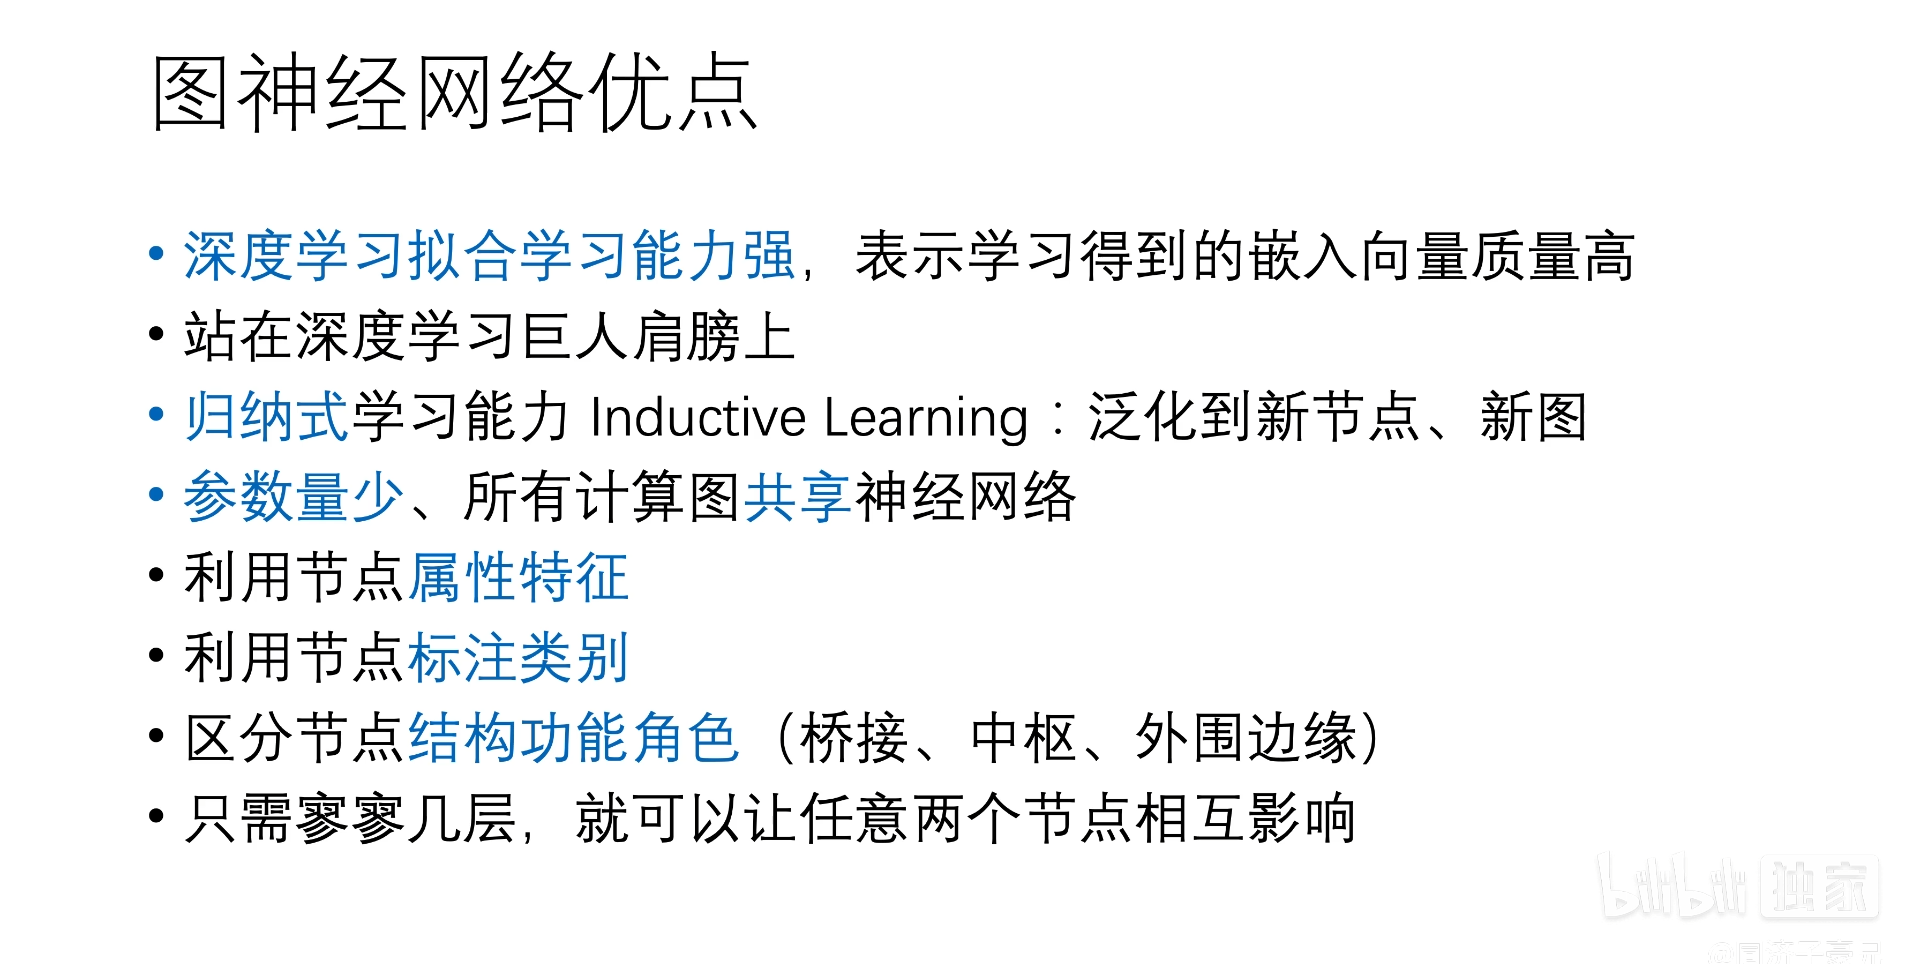 图神经网络优点
• 深度学习拟合学习能力强，表示学习得到的嵌入向量质量高
• 站在深度学习巨人肩膀上
• 归纳式学习能力 Inductive Learning：泛化到新节点、新图
• 参数量少、所有计算图共享神经网络
• 利用节点属性特征
• 利用节点标注类别
• 区分节点结构功能角色（桥接、中枢、外围边缘）
• 只需寥寥几层，就可以让任意两个节点相互影响
bilibili 独家